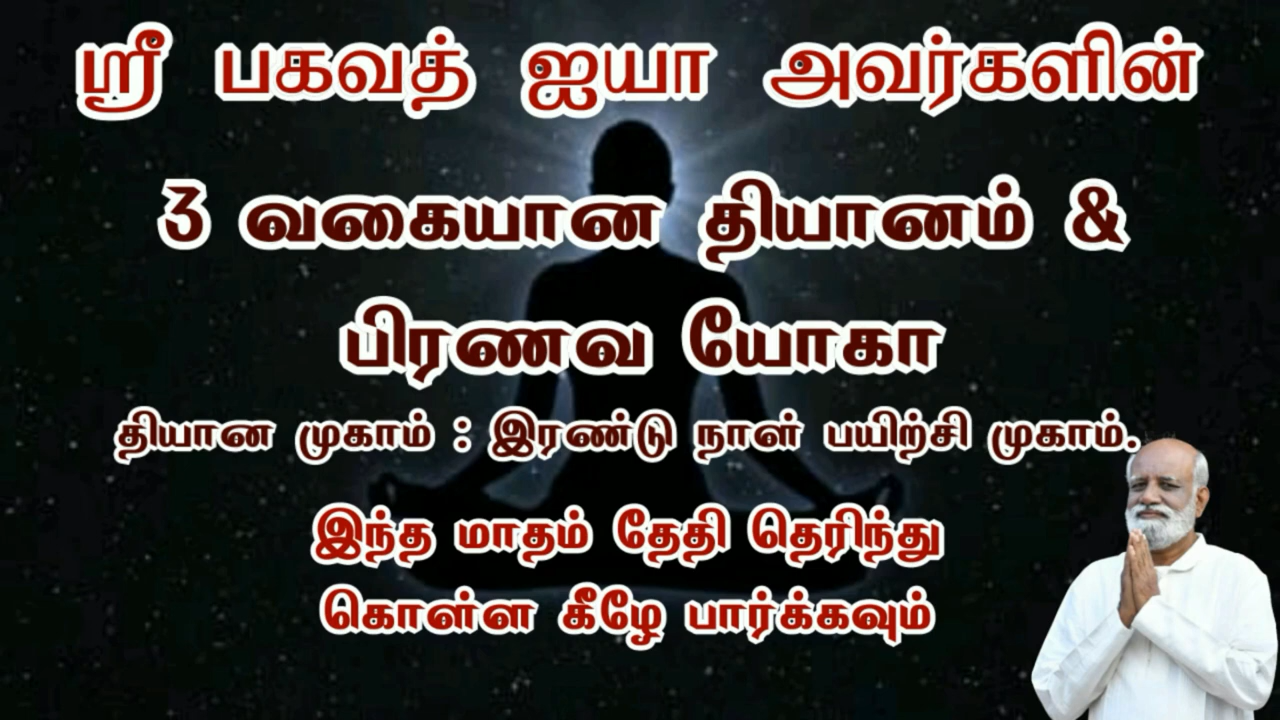 ஸ்ரீ பகவத் ஐயா அவர்களின்
3 வகையான தியானம் &
பிரணவ யோகா
தியான முகாம் : இரண்டு நாள் பயிற்சி முகாம்.
இந்த மாதம் தேதி தெரிந்து
கொள்ள கீழே பார்க்கவும்